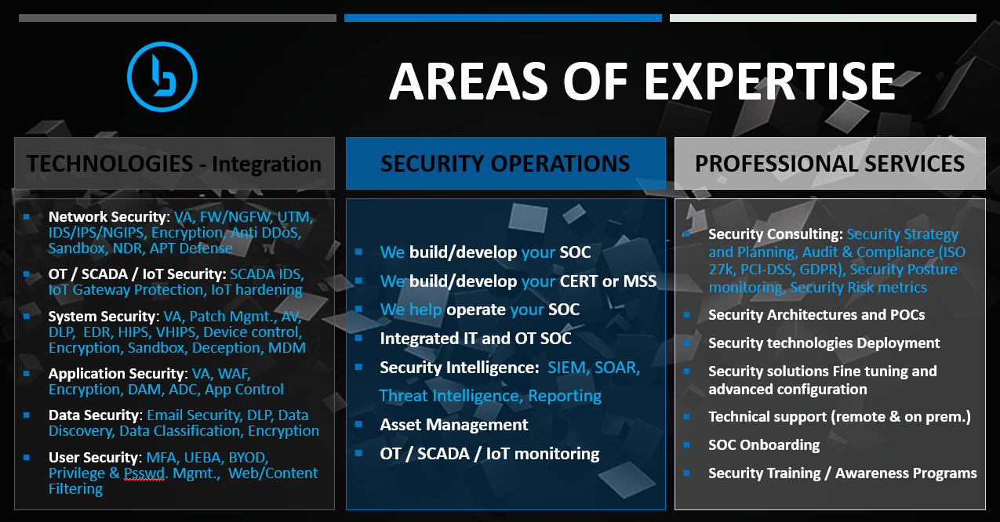 AREAS OF EXPERTISE
TECHNOLOGIES - Integration
Network Security: VA, FW/NGFW, UTM,
IDS/IPS/NGIPS, Encryption, Anti DDoS,
Sandbox, NDR, APT Defense
OT / SCADA / IoT Security: SCADA IDS,
IoT Gateway Protection, IoT hardening
System Security: VA, Patch Mgmt., AV,
DLP, EDR, HIPS, VHIPS, Device control,
Encryption, Sandbox, Deception, MDM
Application Security: VA, WAF,
Encryption, DAM, ADC, App Control
Data Security: Email Security, DLP, Data
Discovery, Data Classification, Encryption
User Security: MFA, UEBA, BYOD,
Privilege & Psswd. Mgmt., Web/Content
Filtering
SECURITY OPERATIONS
We build/develop your SOC
We build/develop your CERT or MSS
We help operate your SOC
Integrated IT and OT SOC
Security Intelligence: SIEM, SOAR,
Threat Intelligence, Reporting
Asset Management
OT / SCADA / IoT monitoring
PROFESSIONAL SERVICES
Security Consulting: Security Strategy
and Planning, Audit & Compliance (ISO
27k, PCI-DSS, GDPR), Security Posture
monitoring, Security Risk metrics
Security Architectures and POCs
Security technologies Deployment
Security solutions Fine tuning and
advanced configuration
Technical support (remote & on prem.)
SOC Onboarding
Security Training / Awareness Programs